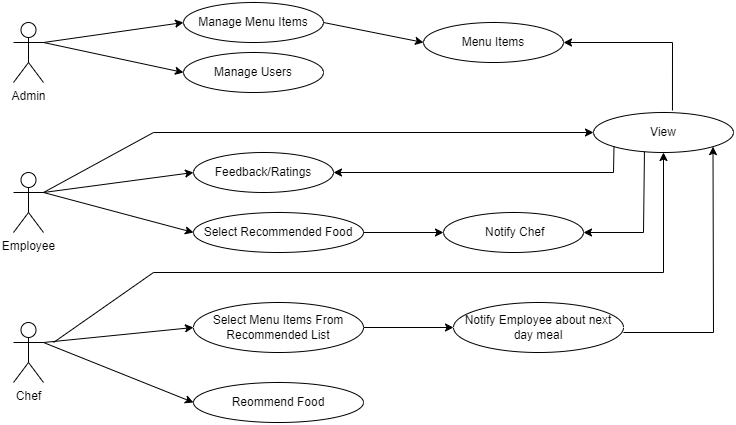 Manage Menu Items
Menu Items
Manage Users
Admin
View
Feedback/Ratings
Employee
Select Recommended Food
Notify Chef
Select Menu Items From
Recommended List
Notify Employee about next
day meal
Chef
Reommend Food